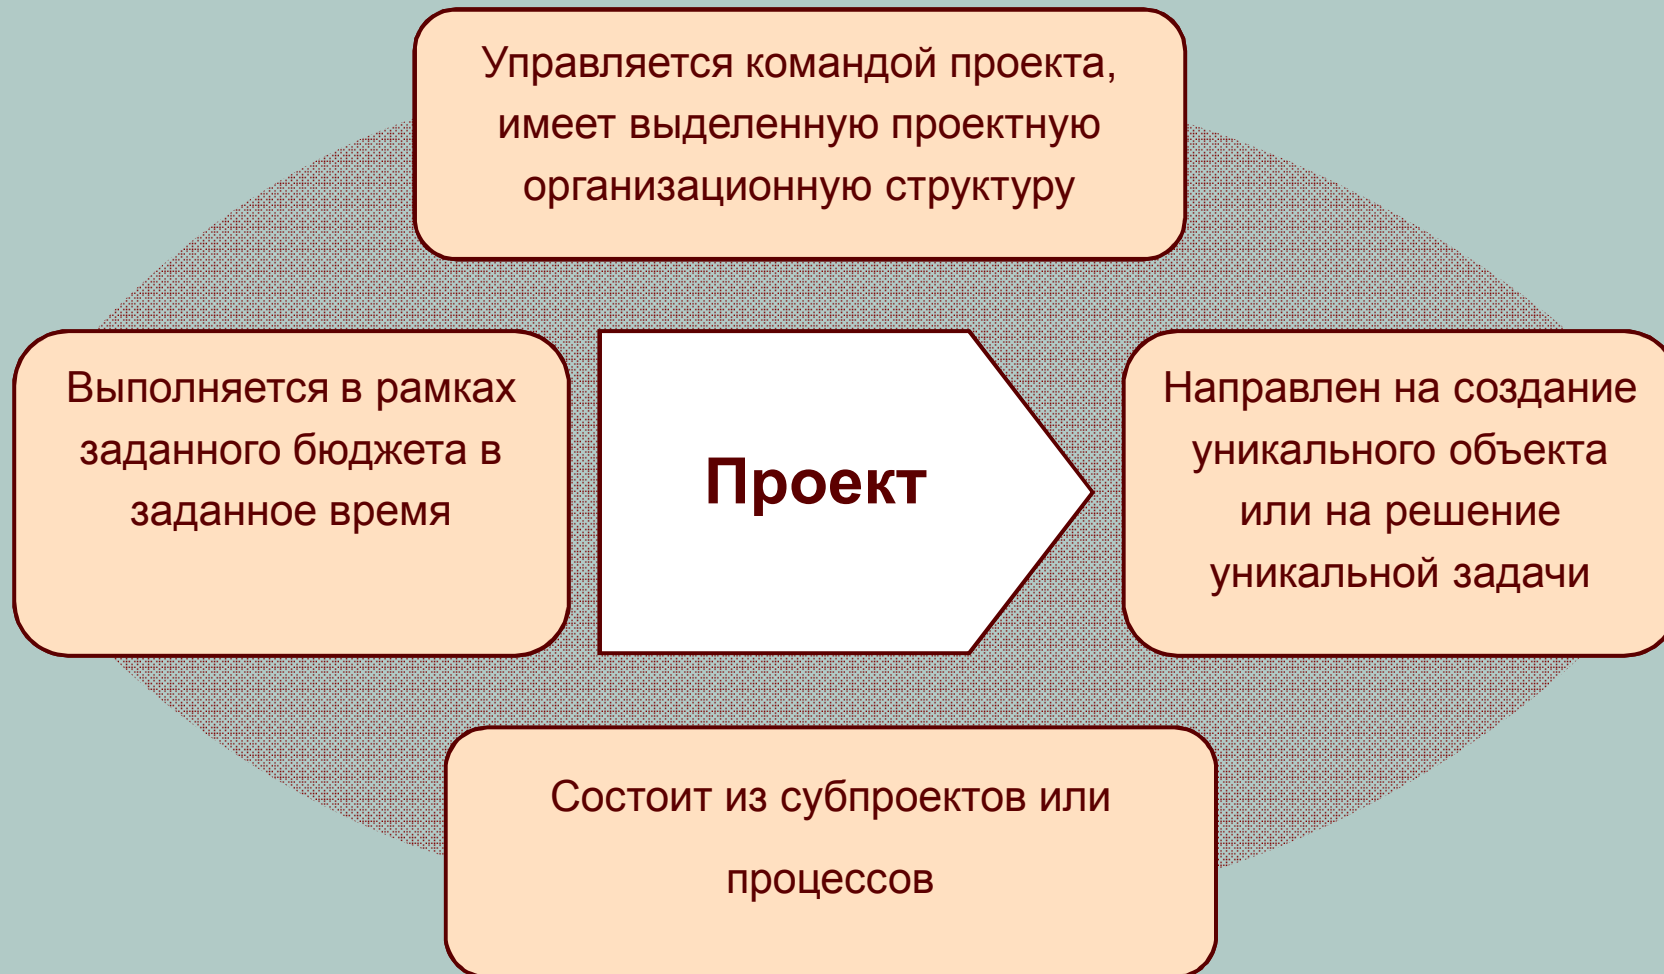 Управляется командой проекта,
имеет выделенную проектную
организационную структуру
Выполняется в рамках
заданного бюджета в
заданное время
Проект
Направлен на создание
уникального объекта
или на решение
уникальной задачи
Состоит из субпроектов или
процессов